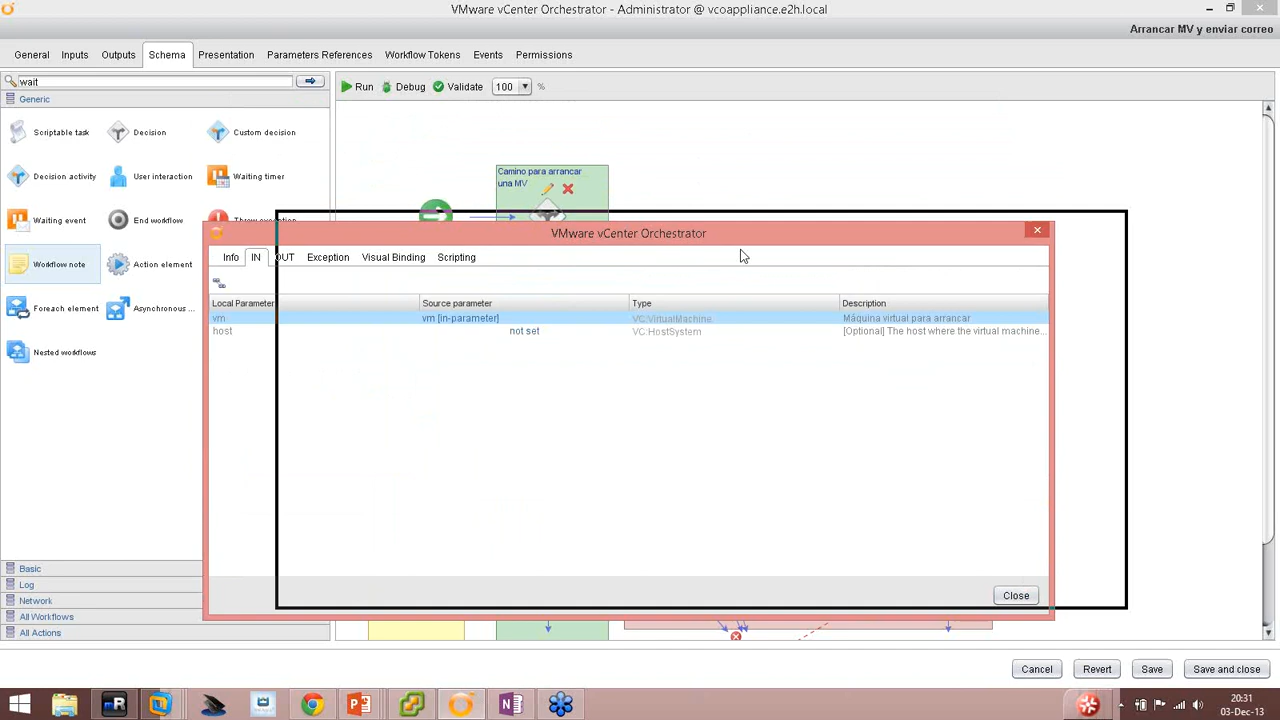 VMware vCenter Orchestrator - Administrator @ vcoappliance.e2h.local
Arrancar MV y enviar correo
General Inputs Outputs Schema Presentation Parameters References Workflow Tokens Events Permissions
wait
Run Debug Validate 100 %
Generic
Scriptable task Decision Custom decision
Decision activity User interaction Waiting timer
Waiting event End workflow Throw exception
Workflow note Action element
Foreach element Asynchronous ...
Nested workflows
Camino para arrancar
una MV
VMware vCenter Orchestrator
Info IN OUT Exception Visual Binding Scripting
Local Parameter Source parameter Type Description
vm vm [in-parameter] VC:VirtualMachine Máquina virtual para arrancar
host not set VC:HostSystem [Optional] The host where the virtual machine...
Close
Basic
Log
Network
All Workflows
All Actions
Cancel Revert Save Save and close
20:31
03-Dec-13